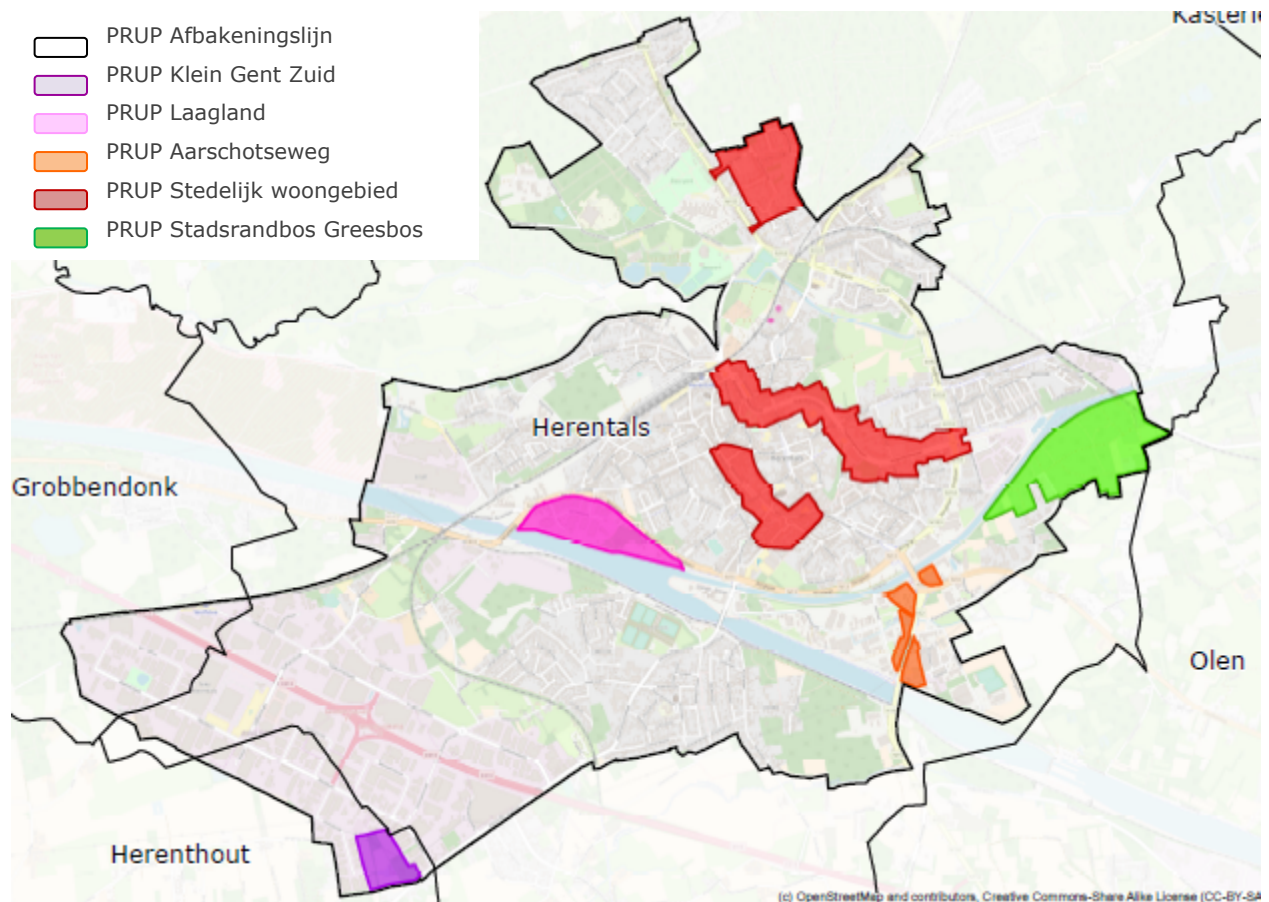 PRUP Afbakeningslijn
PRUP Klein Gent Zuid
PRUP Laagland
PRUP Aarschotseweg
PRUP Stedelijk woongebied
PRUP Stadsrandbos Greesbos
Herentals
Grobbendonk
Olen
Herenthout
(c) OpenStreetMap and contributors, Creative Commons-Share Alike License (CC-BY-SA